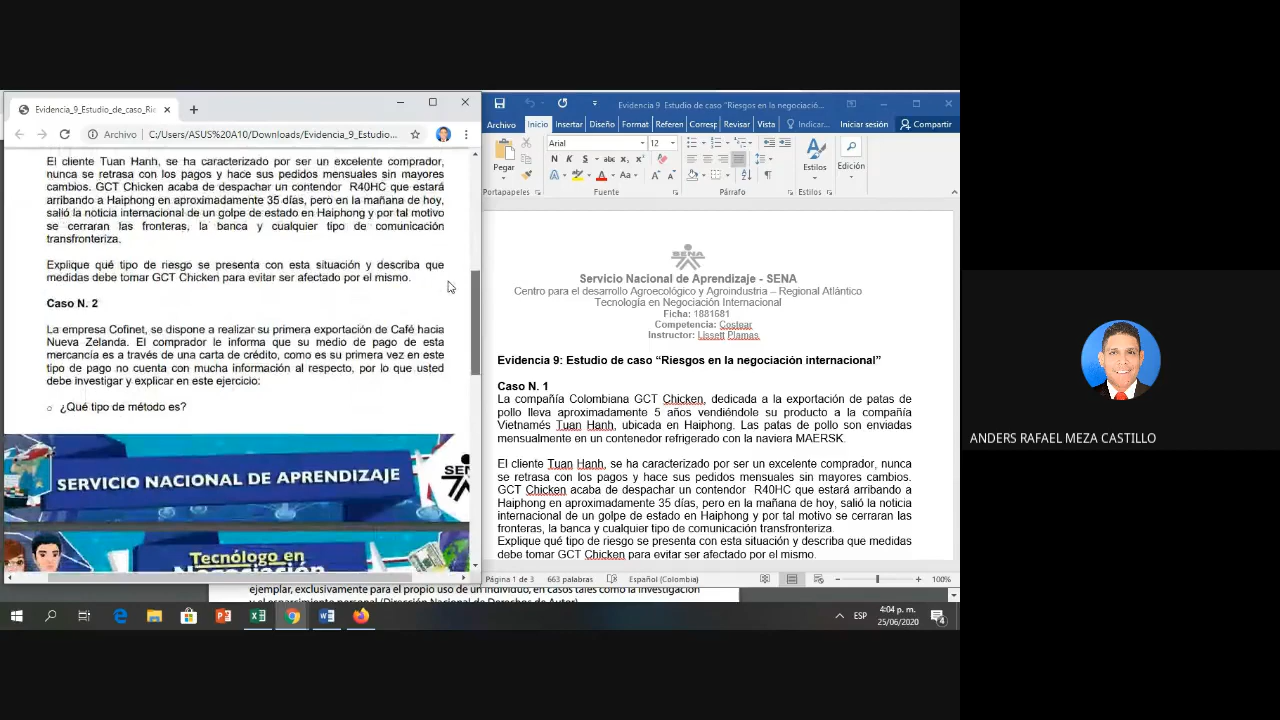 Evidencia_9_Estudio_de_caso_Ri
Archivo
C:/Users/ASUS%20A10/Downloads/Evidencia_9_Estudio...
El cliente Tuan Hanh, se ha caracterizado por ser un excelente comprador,
nunca se retrasa con los pagos y hace sus pedidos mensuales sin mayores
cambios. GCT Chicken acaba de despachar un contendor R40HC que estará
arribando a Haiphong en aproximadamente 35 días, pero en la mañana de hoy,
salió la noticia internacional de un golpe de estado en Haiphong y por tal motivo
se cerraran las fronteras, la banca y cualquier tipo de comunicación
transfronteriza.
Explique qué tipo de riesgo se presenta con esta situación y describa que
medidas debe tomar GCT Chicken para evitar ser afectado por el mismo.
Caso N. 2
La empresa Cofinet, se dispone a realizar su primera exportación de Café hacia
Nueva Zelanda. El comprador le informa que su medio de pago de esta
mercancía es a través de una carta de crédito, como es su primera vez en este
tipo de pago no cuenta con mucha información al respecto, por lo que usted
debe investigar y explicar en este ejercicio:
¿Qué tipo de método es?
SERVICIO NACIONAL DE APRENDIZAJE
Tecnólogo en
Evidencia 9 Estudio de caso "Riesgos en la negociació...
Archivo Inicio Insertar Diseño Format Referen Corresp Revisar Vista Indicar... Iniciar sesión Compartir
Pegar
Arial 12
N K S abc x₂ x²
Estilos
Edición
Portapapeles Fuente Párrafo Estilos
SENA
Servicio Nacional de Aprendizaje - SENA
Centro para el desarrollo Agroecológico y Agroindustria – Regional Atlántico
Tecnología en Negociación Internacional
Ficha: 1881681
Competencia: Costear
Instructor: Lissett Plamas
Evidencia 9: Estudio de caso “Riesgos en la negociación internacional”
Caso N. 1
La compañía Colombiana GCT Chicken, dedicada a la exportación de patas de
pollo lleva aproximadamente 5 años vendiéndole su producto a la compañía
Vietnamés Tuan Hanh, ubicada en Haiphong. Las patas de pollo son enviadas
mensualmente en un contenedor refrigerado con la naviera MAERSK.
El cliente Tuan Hanh, se ha caracterizado por ser un excelente comprador, nunca
se retrasa con los pagos y hace sus pedidos mensuales sin mayores cambios.
GCT Chicken acaba de despachar un contendor R40HC que estará arribando a
Haiphong en aproximadamente 35 días, pero en la mañana de hoy, salió la noticia
internacional de un golpe de estado en Haiphong y por tal motivo se cerraran las
fronteras, la banca y cualquier tipo de comunicación transfronteriza.
Explique qué tipo de riesgo se presenta con esta situación y describa que medidas
debe tomar GCT Chicken para evitar ser afectado por el mismo.
Página 1 de 3 663 palabras Español (Colombia) 100%
ejemplar, exclusivamente para el propio uso de un individuo, en casos tales como la investigación
ESP
4:04 p. m.
25/06/2020
4
ANDERS RAFAEL MEZA CASTILLO